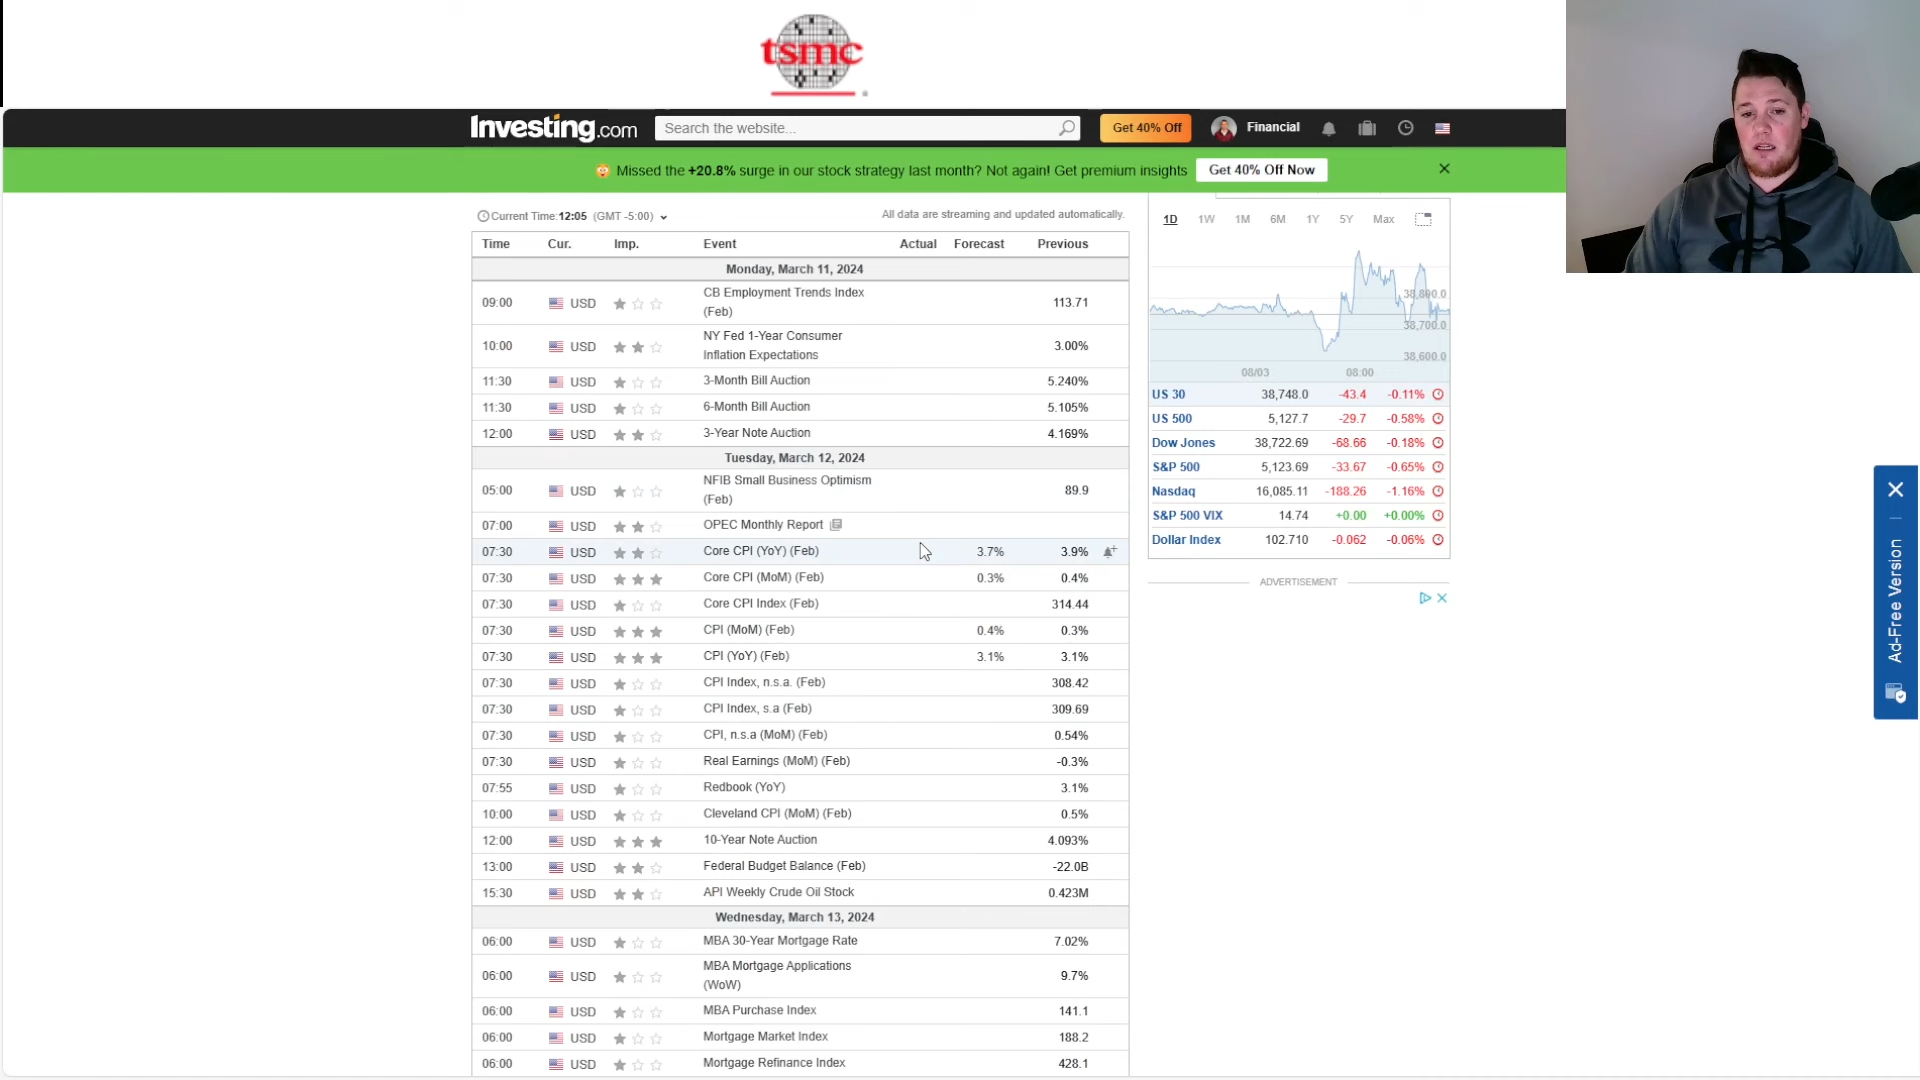 tsmc
Investing.com
Search the website...
Get 40% Off
Financial
Missed the +20.8% surge in our stock strategy last month? Not again! Get premium insights
Get 40% Off Now
Current Time:12:05 (GMT -5:00)
All data are streaming and updated automatically.
Time Cur. Imp. Event Actual Forecast Previous
Monday, March 11, 2024
09:00 USD CB Employment Trends Index
(Feb) 113.71
10:00 USD NY Fed 1-Year Consumer
Inflation Expectations 3.00%
11:30 USD 3-Month Bill Auction 5.240%
11:30 USD 6-Month Bill Auction 5.105%
12:00 USD 3-Year Note Auction 4.169%
Tuesday, March 12, 2024
05:00 USD NFIB Small Business Optimism
(Feb) 89.9
07:00 USD OPEC Monthly Report
07:30 USD Core CPI (YoY) (Feb) 3.7% 3.9%
07:30 USD Core CPI (MoM) (Feb) 0.3% 0.4%
07:30 USD Core CPI Index (Feb) 314.44
07:30 USD CPI (MoM) (Feb) 0.4% 0.3%
07:30 USD CPI (YoY) (Feb) 3.1% 3.1%
07:30 USD CPI Index, n.s.a. (Feb) 308.42
07:30 USD CPI Index, s.a (Feb) 309.69
07:30 USD CPI, n.s.a (MoM) (Feb) 0.54%
07:30 USD Real Earnings (MoM) (Feb) -0.3%
07:55 USD Redbook (YoY) 3.1%
10:00 USD Cleveland CPI (MoM) (Feb) 0.5%
12:00 USD 10-Year Note Auction 4.093%
13:00 USD Federal Budget Balance (Feb) -22.0B
15:30 USD API Weekly Crude Oil Stock 0.423M
Wednesday, March 13, 2024
06:00 USD MBA 30-Year Mortgage Rate 7.02%
06:00 USD MBA Mortgage Applications
(WoW) 9.7%
06:00 USD MBA Purchase Index 141.1
06:00 USD Mortgage Market Index 188.2
06:00 USD Mortgage Refinance Index 428.1
1D 1W 1M 6M 1Y 5Y Max
38,800.0
38,700.0
38,600.0
08/03 08:00
US 30 38,748.0 -43.4 -0.11%
US 500 5,127.7 -29.7 -0.58%
Dow Jones 38,722.69 -68.66 -0.18%
S&P 500 5,123.69 -33.67 -0.65%
Nasdaq 16,085.11 -188.26 -1.16%
S&P 500 VIX 14.74 +0.00 +0.00%
Dollar Index 102.710 -0.062 -0.06%
ADVERTISEMENT
Ad-Free Version